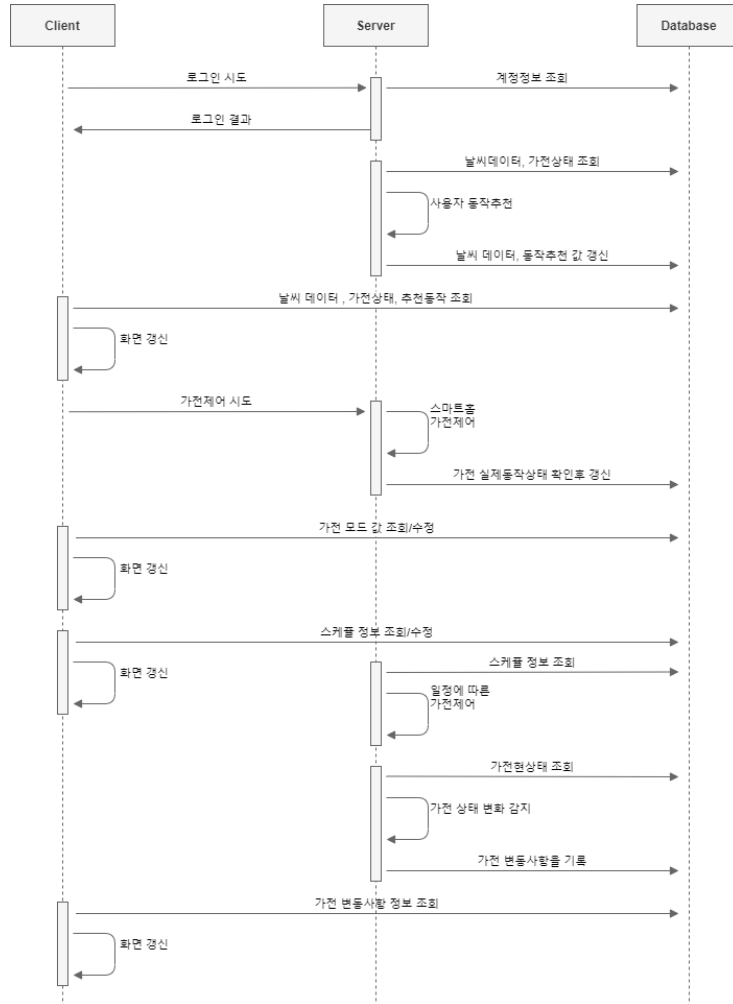 Client
Server
Database
로그인 시도
계정정보 조회
로그인 결과
날씨데이터, 가전상태 조회
사용자 동작추천
날씨 데이터, 동작추천 값 갱신
날씨 데이터 , 가전상태, 추천동작 조회
화면 갱신
가전제어 시도
스마트홈
가전제어
가전 실제동작상태 확인후 갱신
가전 모드 값 조회/수정
화면 갱신
스케쥴 정보 조회/수정
스케쥴 정보 조회
화면 갱신
일정에 따른
가전제어
가전현상태 조회
가전 상태 변화 감지
가전 변동사항을 기록
가전 변동사항 정보 조회
화면 갱신